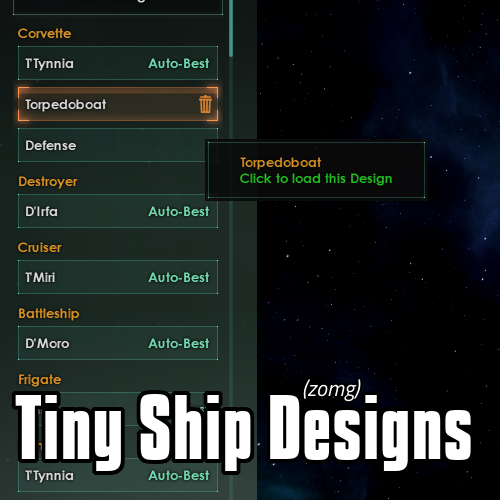 Corvette
T'Tynnia Auto-Best
Torpedoboat
Defense
Torpedoboat
Click to load this Design
Destroyer
D'Irfa Auto-Best
Cruiser
T'Miri Auto-Best
Battleship
D'Moro Auto-Best
Frigate
(zomg)
Tiny Ship Designs
T'Tynnia Auto-Best